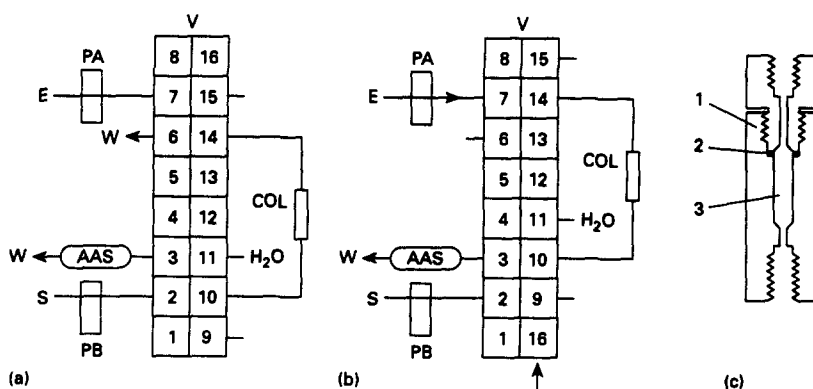 V
8 16
PA
E 7 15
W 6 14
5 13
COL
4 12
W AAS 3 11 H₂O
S 2 10
1 9
PB
(a)
V
8 15
PA
E 7 14
6 13
COL
5 12
4 11 H₂O
W AAS 3 10
S 2 9
1 16
PB
(b)
1
2
3
(c)